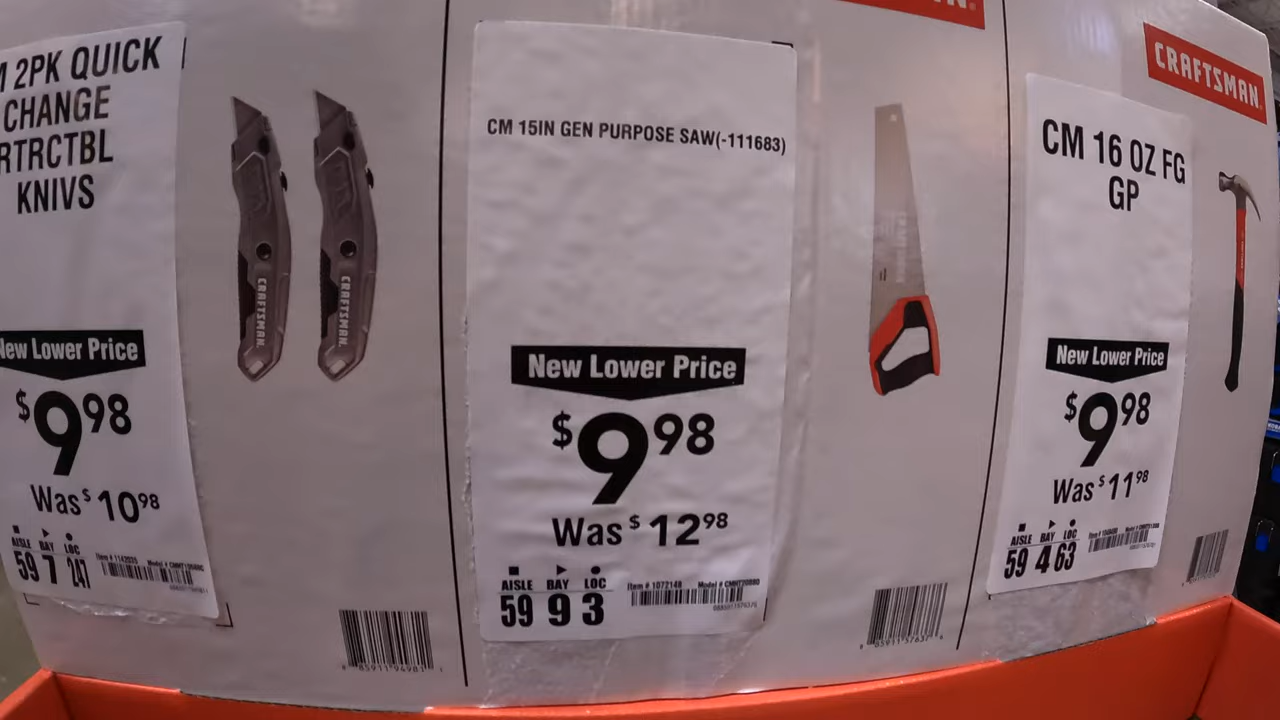 M 2PK QUICK
CHANGE
RTRCTBL
KNIVS
New Lower Price
$9.98
Was $10.98
AISLE BAY LOC
59 7 247
CRAFTSMAN.
CRAFTSMAN.
CM 15IN GEN PURPOSE SAW(-111683)
New Lower Price
$9.98
Was $12.98
AISLE BAY LOC
59 9 3
Item # 1072148
CRAFTSMAN.
CM 16 OZ FG
GP
New Lower Price
$9.98
Was $11.98
AISLE BAY LOC
59 4 63